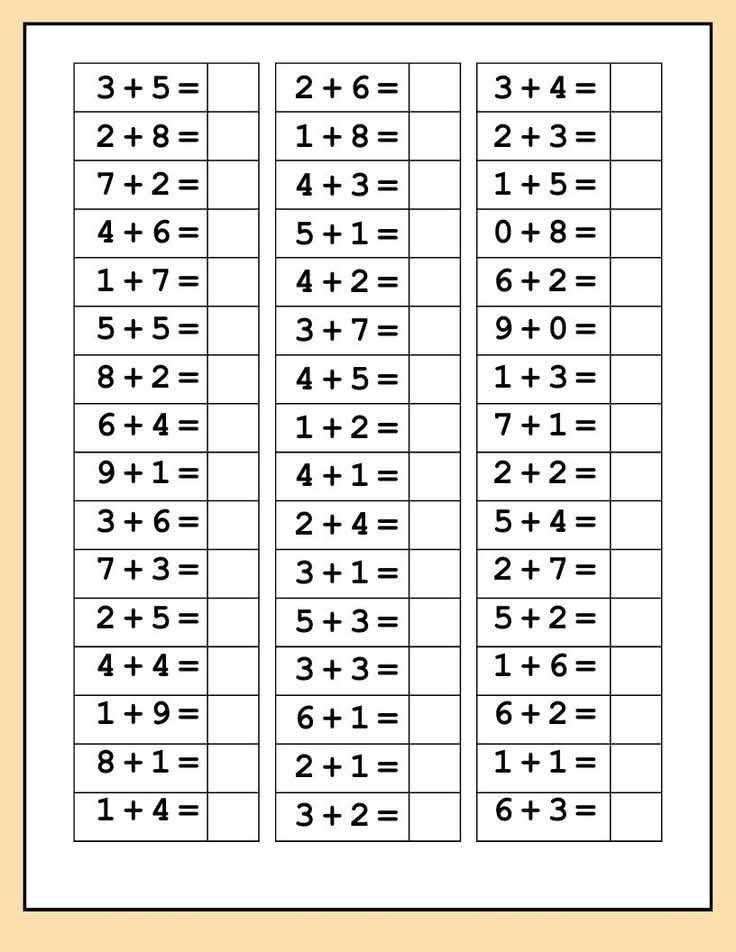 3+5= 2+6= 3+4=
2+8= 1+8= 2+3=
7+2= 4+3= 1+5=
4+6= 5+1= 0+8=
1+7= 4+2= 6+2=
5+5= 3+7= 9+0=
8+2= 4+5= 1+3=
6+4= 1+2= 7+1=
9+1= 4+1= 2+2=
3+6= 2+4= 5+4=
7+3= 3+1= 2+7=
2+5= 5+3= 5+2=
4+4= 3+3= 1+6=
1+9= 6+1= 6+2=
8+1= 2+1= 1+1=
1+4= 3+2= 6+3=